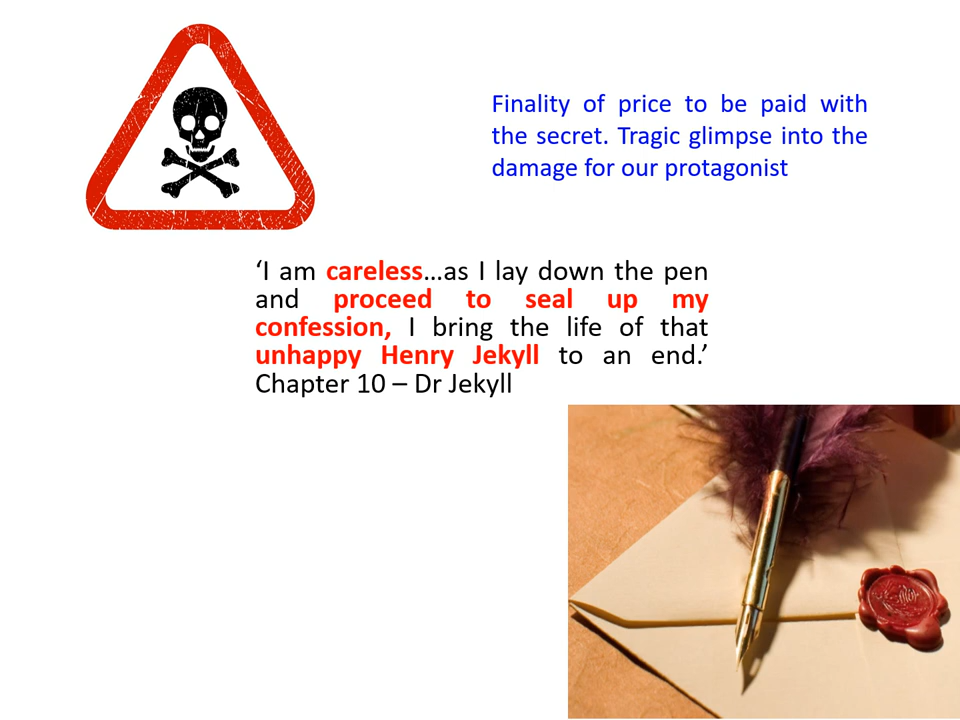 Finality of price to be paid with
the secret. Tragic glimpse into the
damage for our protagonist
‘I am careless…as I lay down the pen
and proceed to seal up my
confession, I bring the life of that
unhappy Henry Jekyll to an end.’
Chapter 10 – Dr Jekyll